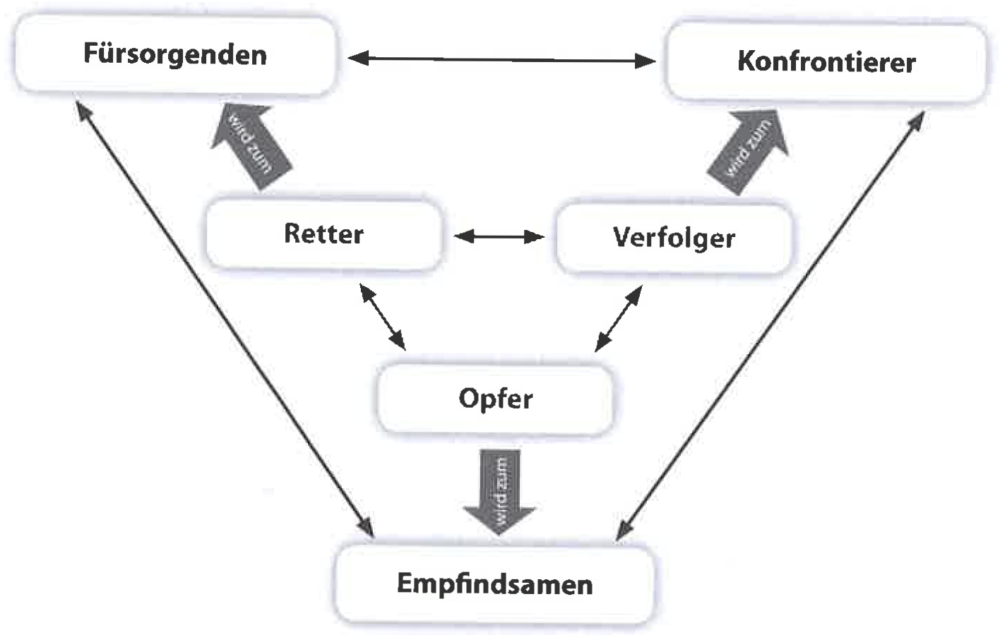 Fürsorgenden
Konfrontierer
wird zum
wird zum
Retter
Verfolger
Opfer
wird zum
Empfindsamen